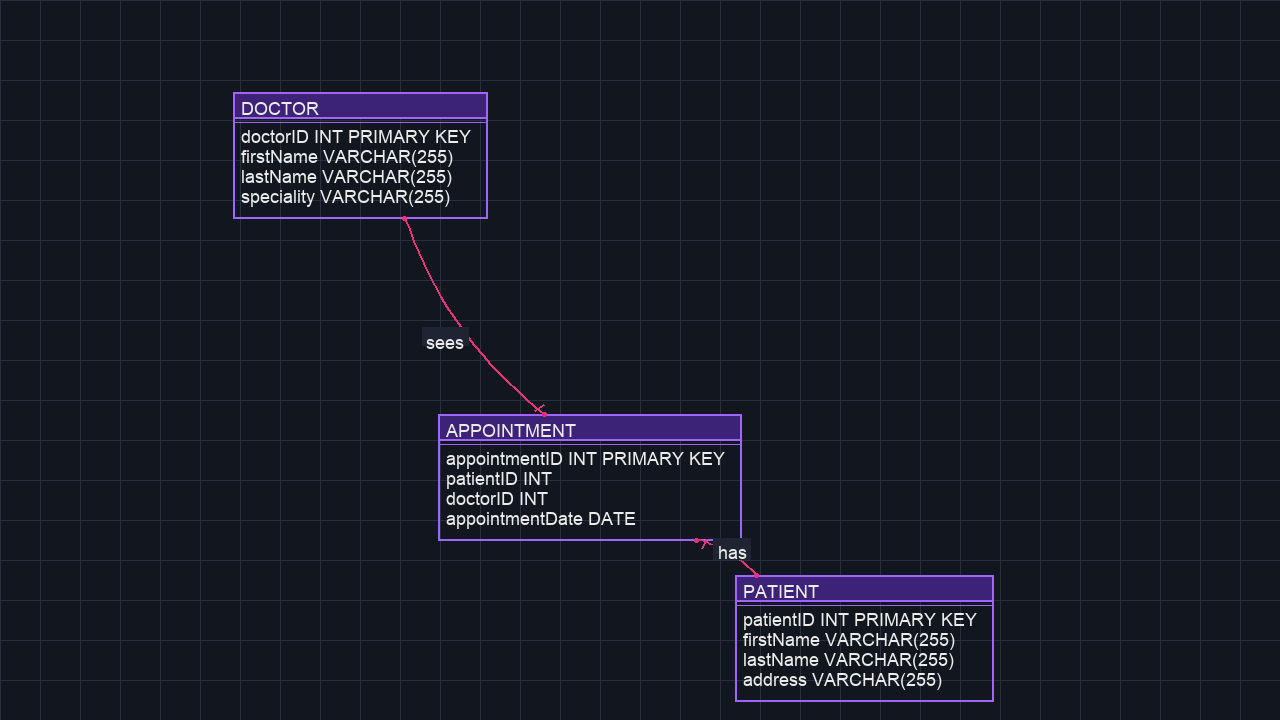 DOCTOR
doctorID INT PRIMARY KEY
firstName VARCHAR(255)
lastName VARCHAR(255)
speciality VARCHAR(255)
sees
APPOINTMENT
appointmentID INT PRIMARY KEY
patientID INT
doctorID INT
appointmentDate DATE
has
PATIENT
patientID INT PRIMARY KEY
firstName VARCHAR(255)
lastName VARCHAR(255)
address VARCHAR(255)